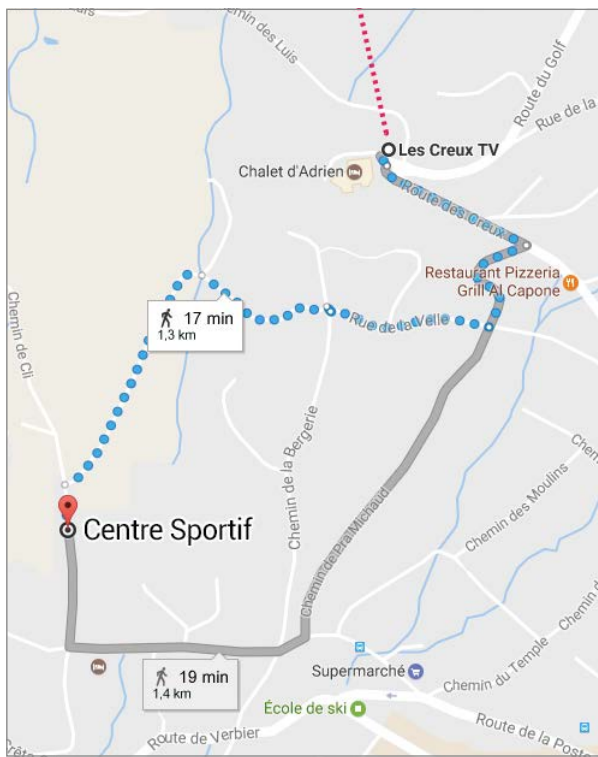 Chemin des Luis
Route du Golf
Rue de la
Les Creux TV
Chalet d'Adrien
Route des Creux
Restaurant Pizzeria
Grill Al Capone
Chemin de Cli
17 min
1,3 km
Rue de la Velle
Chemin de la Bergerie
Chemin de Pra Michaud
Chemin des Moulins
Chem
Centre Sportif
Chemin d
Chemin du Temple
19 min
1,4 km
Supermarché
École de ski
Route de Verbier
Route de la Poste
Crête